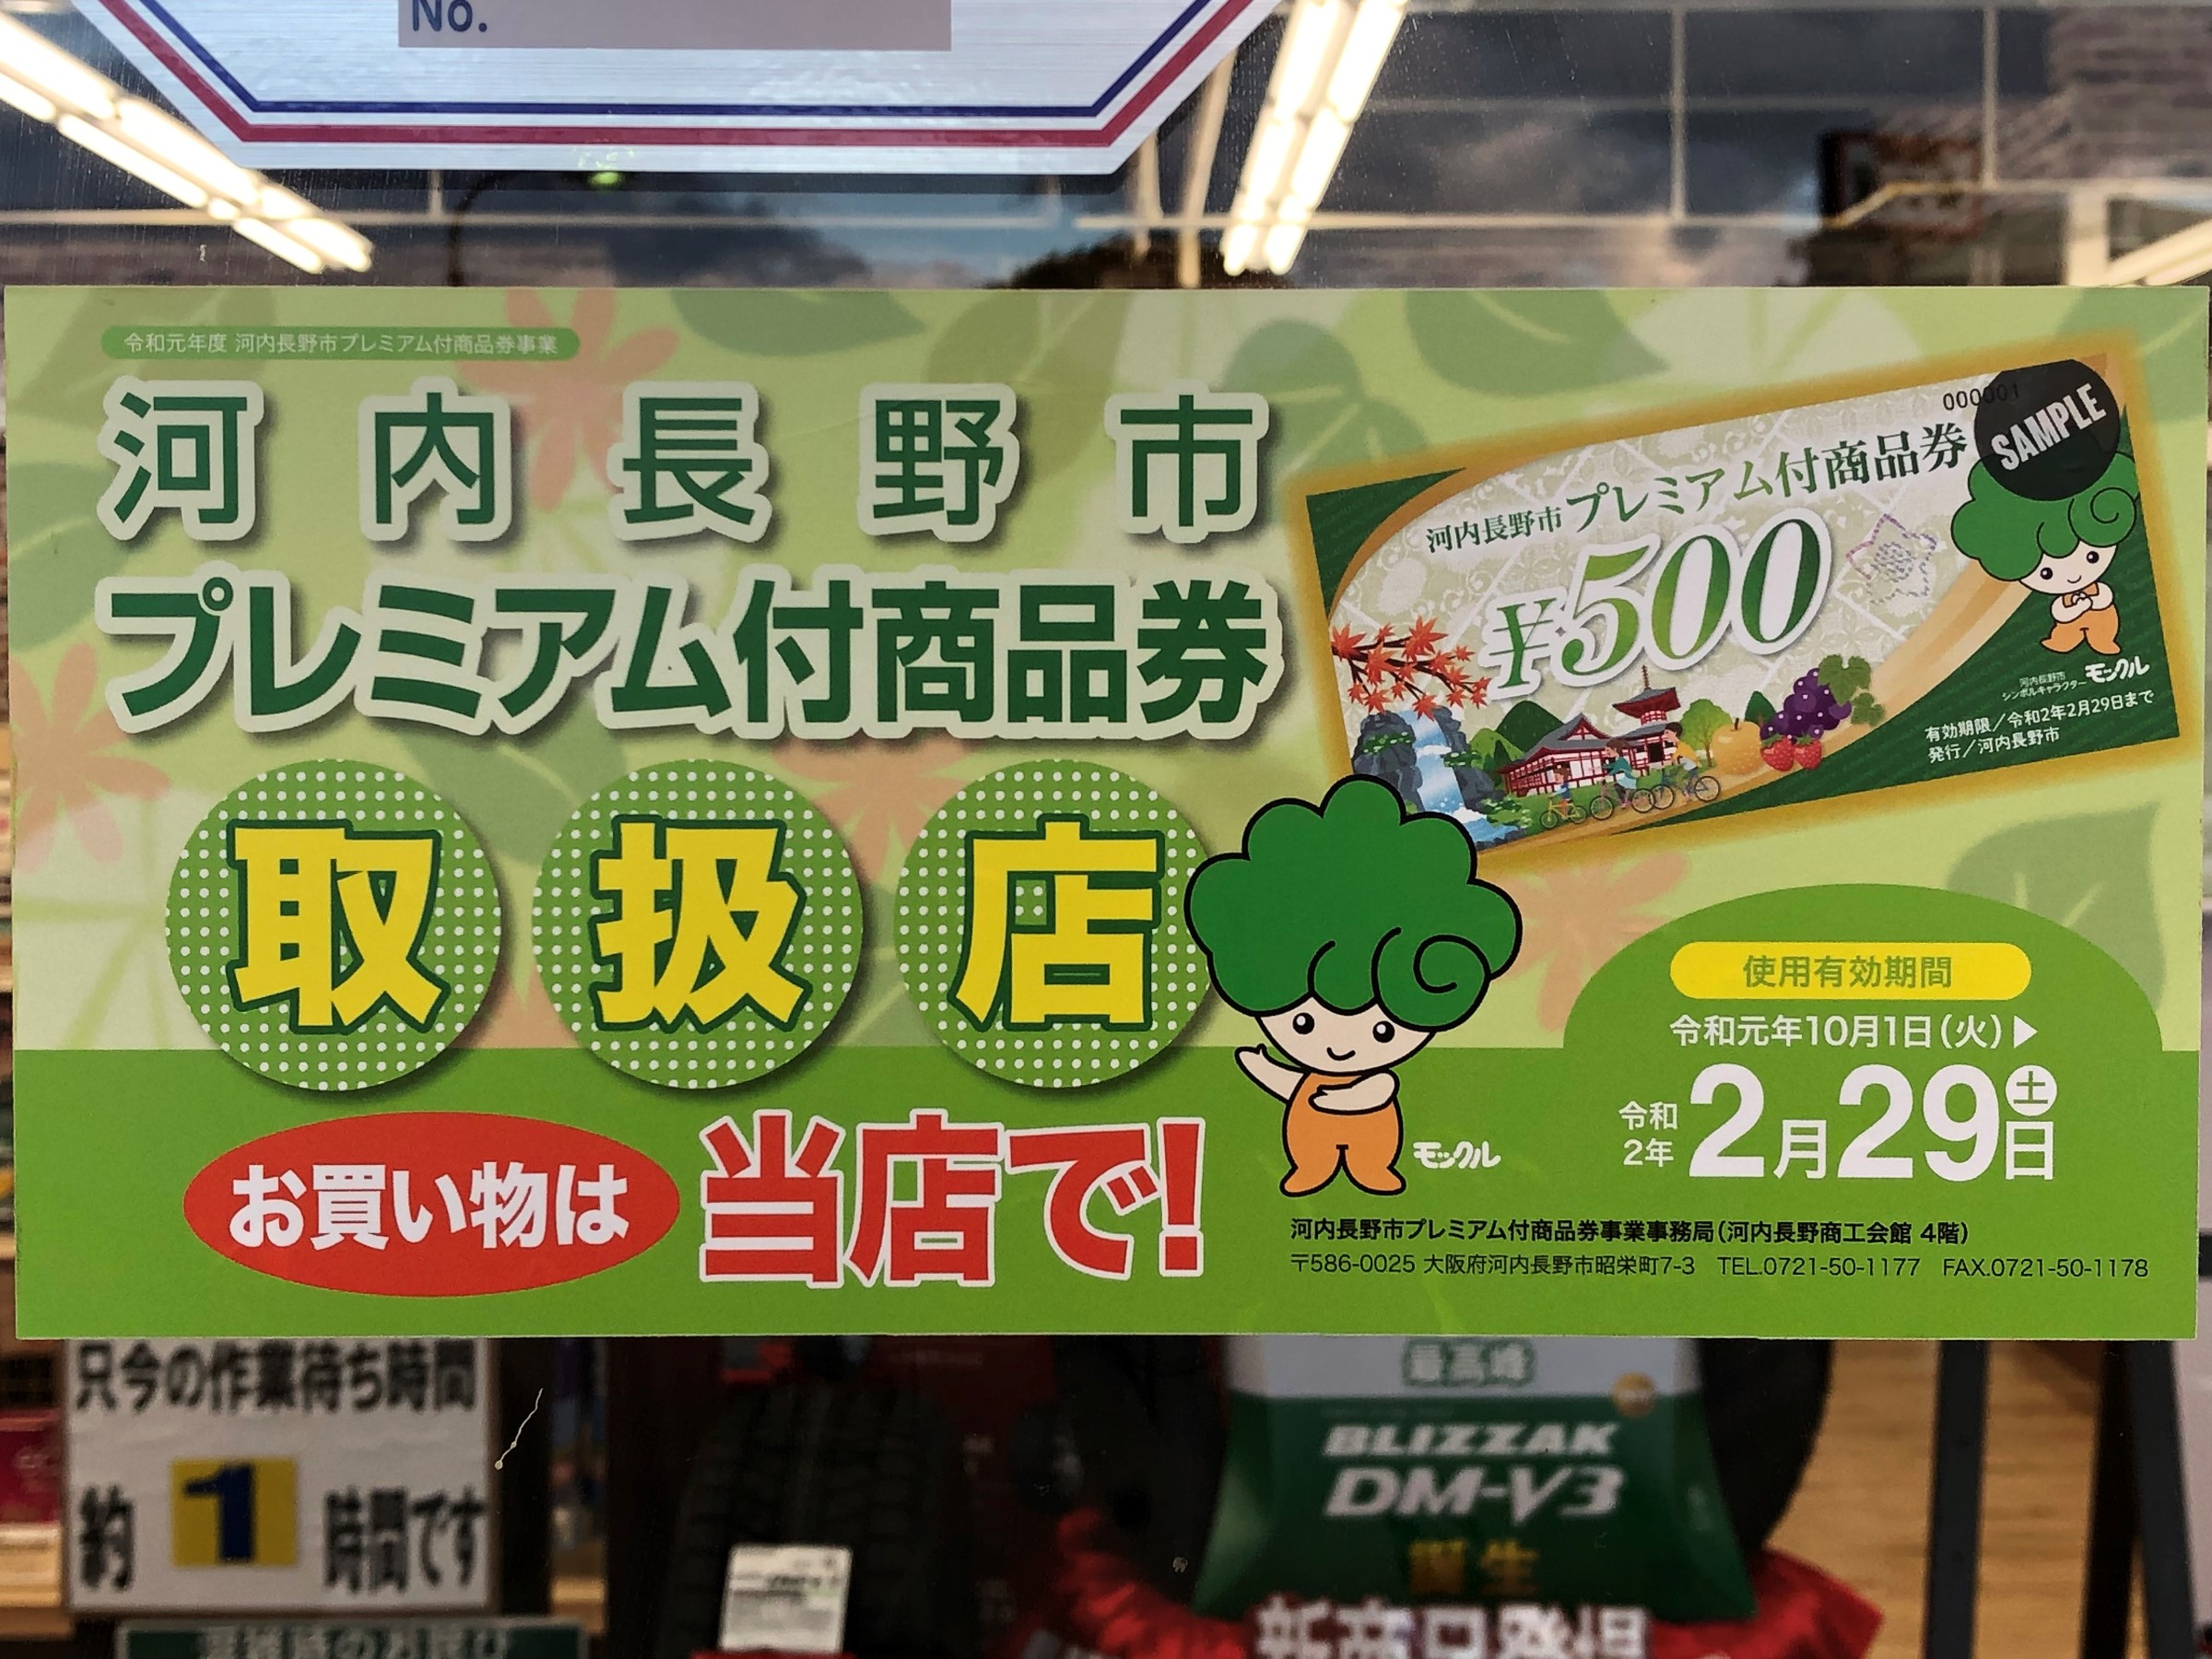 No.
令和元年度 河内長野市プレミアム付商品券事業
河内長野市
プレミアム付商品券
取扱店
お買い物は 当店で!
000001
SAMPLE
河内長野市プレミアム付商品券
¥500
河内長野市
シンボルキャラクター モックル
有効期限/令和2年2月29日まで
発行/河内長野市
モックル
使用有効期間
令和元年10月1日(火)▶
令和2年2月29日土
河内長野市プレミアム付商品券事業事務局(河内長野商工会館 4階)
〒586-0025 大阪府河内長野市昭栄町7-3 TEL.0721-50-1177 FAX.0721-50-1178
只今の作業待ち時間
約1時間です
最高峰
BLIZZAK
DM-V3
誕生